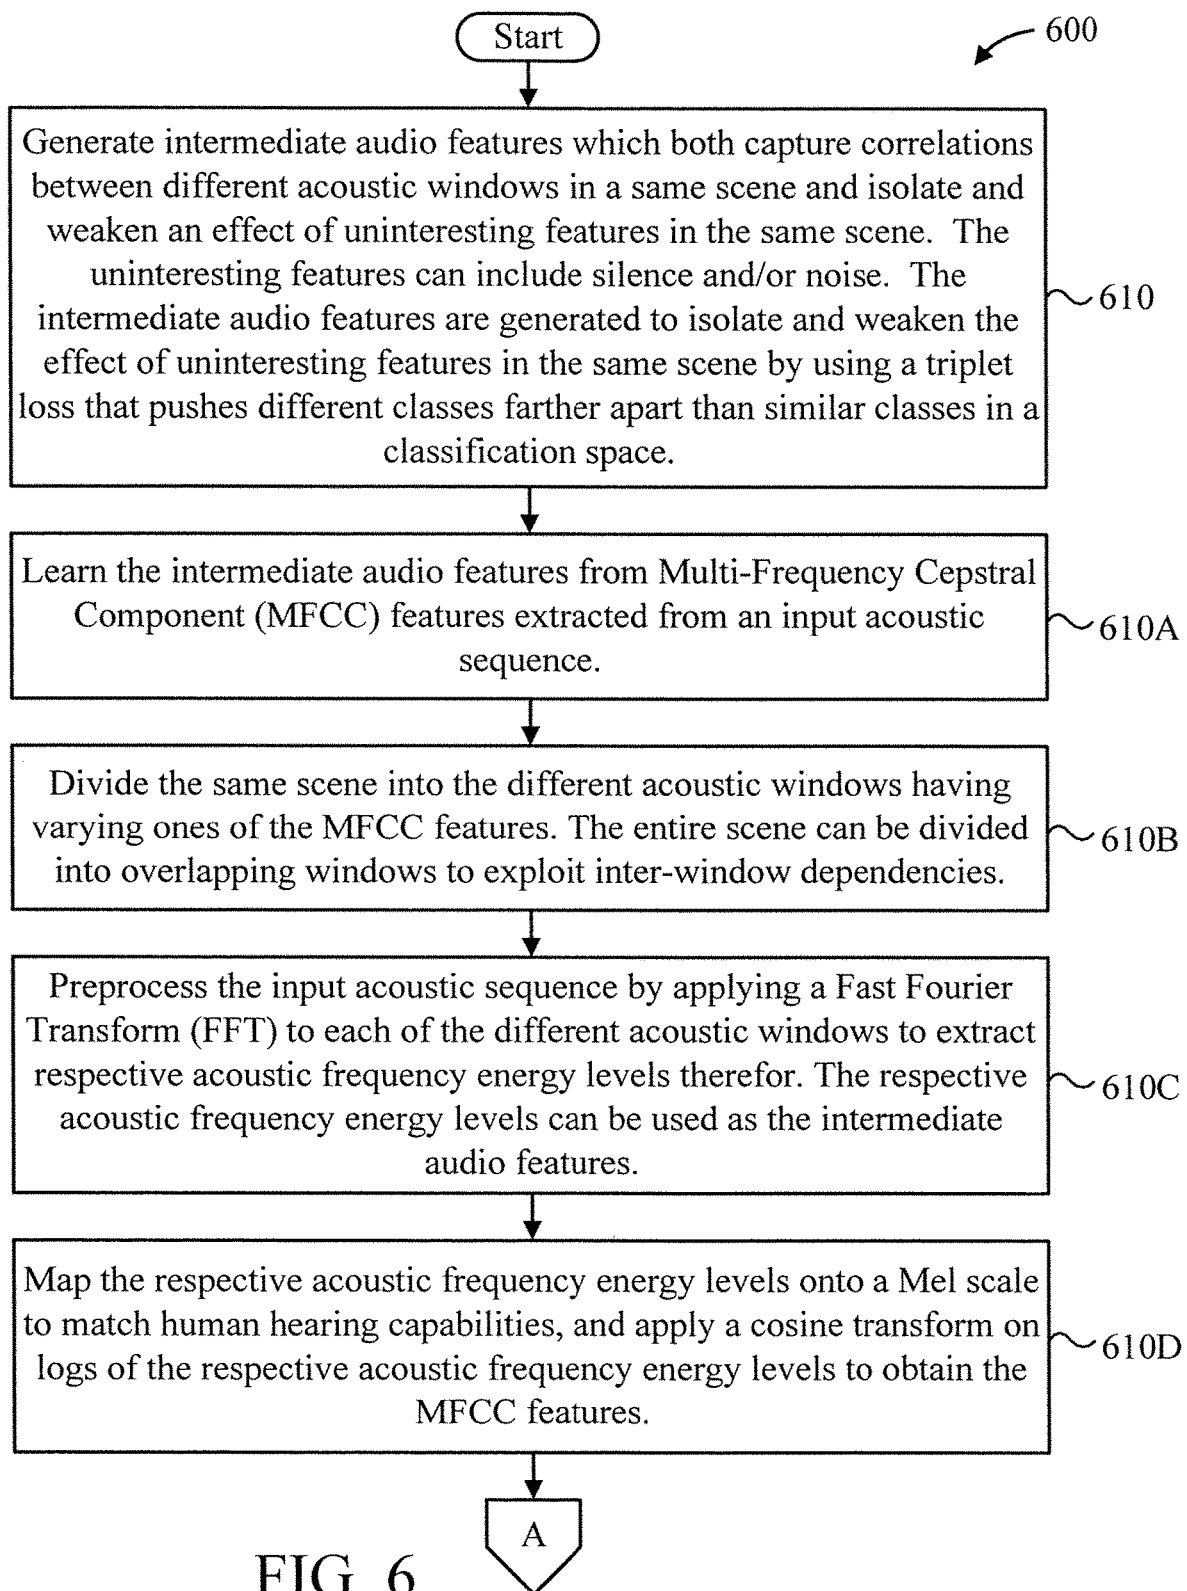 Start
600
Generate intermediate audio features which both capture correlations
between different acoustic windows in a same scene and isolate and
weaken an effect of uninteresting features in the same scene. The
uninteresting features can include silence and/or noise. The
intermediate audio features are generated to isolate and weaken the
effect of uninteresting features in the same scene by using a triplet
loss that pushes different classes farther apart than similar classes in a
classification space.
610
Learn the intermediate audio features from Multi-Frequency Cepstral
Component (MFCC) features extracted from an input acoustic
sequence.
610A
Divide the same scene into the different acoustic windows having
varying ones of the MFCC features. The entire scene can be divided
into overlapping windows to exploit inter-window dependencies.
610B
Preprocess the input acoustic sequence by applying a Fast Fourier
Transform (FFT) to each of the different acoustic windows to extract
respective acoustic frequency energy levels therefor. The respective
acoustic frequency energy levels can be used as the intermediate
audio features.
610C
Map the respective acoustic frequency energy levels onto a Mel scale
to match human hearing capabilities, and apply a cosine transform on
logs of the respective acoustic frequency energy levels to obtain the
MFCC features.
610D
A
FIG. 6